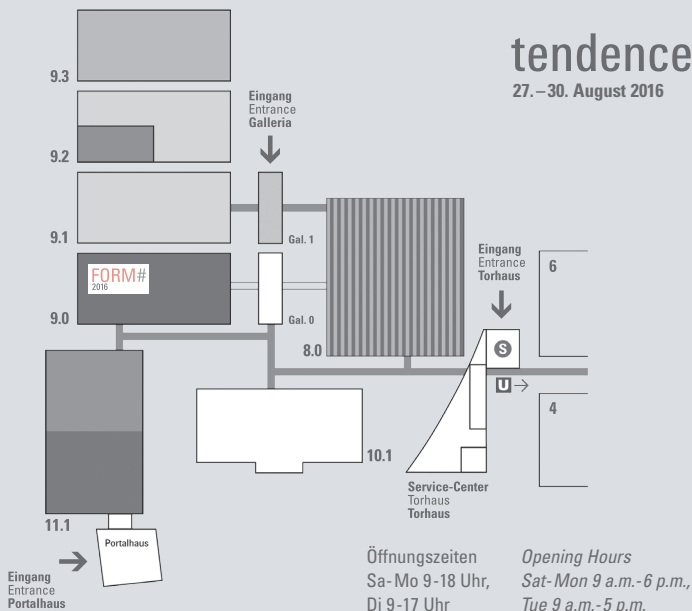 tendence
27. – 30. August 2016
9.3
Eingang
Entrance
Galleria
9.2
9.1
Gal. 1
Eingang
Entrance
Torhaus
6
FORM#
2016
9.0
Gal. 0
8.0
S
U
4
10.1
Service-Center
Torhaus
Torhaus
11.1
Portalhaus
Eingang
Entrance
Portalhaus
Öffnungszeiten
Sa- Mo 9 -18 Uhr,
Di 9 -17 Uhr
Opening Hours
Sat- Mon 9 a.m.- 6 p.m.,
Tue 9 a.m.- 5 p.m.